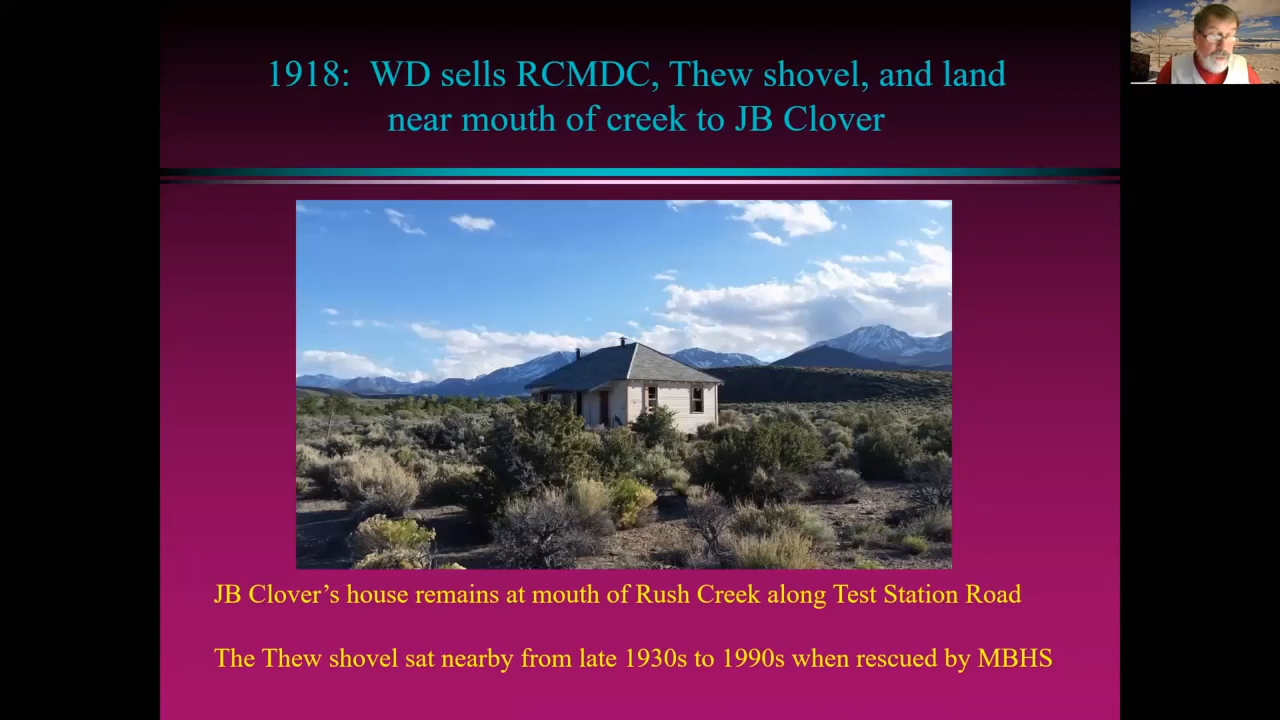 1918: WD sells RCMDC, Thew shovel, and land
near mouth of creek to JB Clover
JB Clover’s house remains at mouth of Rush Creek along Test Station Road
The Thew shovel sat nearby from late 1930s to 1990s when rescued by MBHS